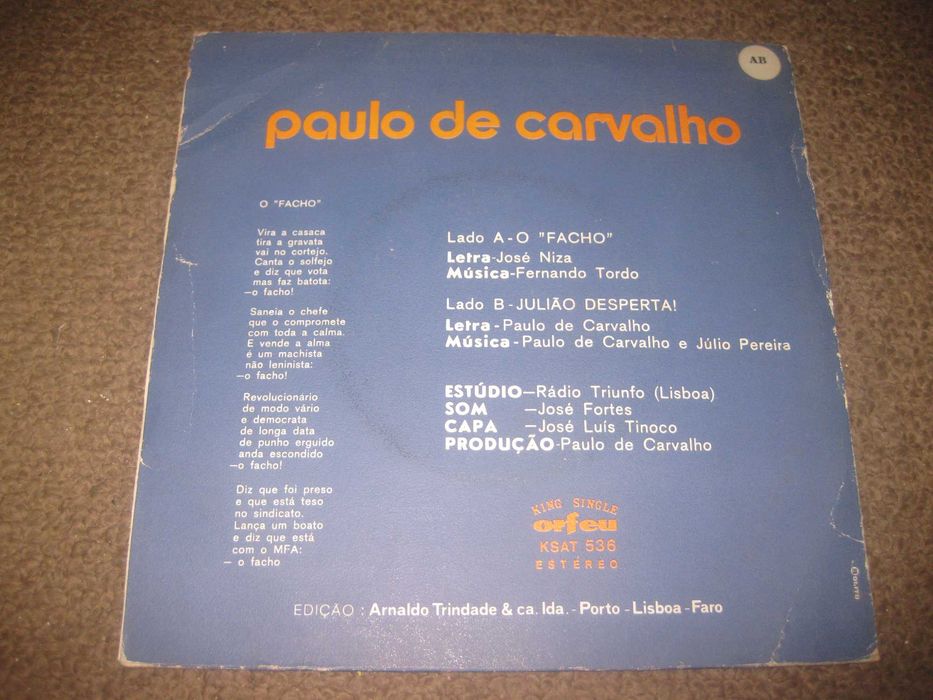 AB
paulo de carvalho
O "FACHO"
Vira a casaca
tira a gravata
vai no cortejo.
Canta o solfejo
e diz que vota
mas faz batota:
—o facho!
Saneia o chefe
que o compromete
com toda a calma.
E vende a alma
é um machista
não leninista:
—o facho!
Revolucionário
de modo vário
e democrata
de longa data
de punho erguido
anda escondido
—o facho!
Diz que foi preso
e que está teso
no sindicato.
Lança um boato
e diz que está
com o MFA:
— o facho
Lado A-O "FACHO"
Letra-José Niza
Música-Fernando Tordo
Lado B-JULIÃO DESPERTA!
Letra-Paulo de Carvalho
Música-Paulo de Carvalho e Júlio Pereira
ESTÚDIO—Rádio Triunfo (Lisboa)
SOM —José Fortes
CAPA —José Luís Tinoco
PRODUÇÃO-Paulo de Carvalho
KING SINGLE
orfeu
KSAT 536
ESTÉREO
EDIÇÃO : Arnaldo Trindade & ca. lda.-Porto-Lisboa-Faro